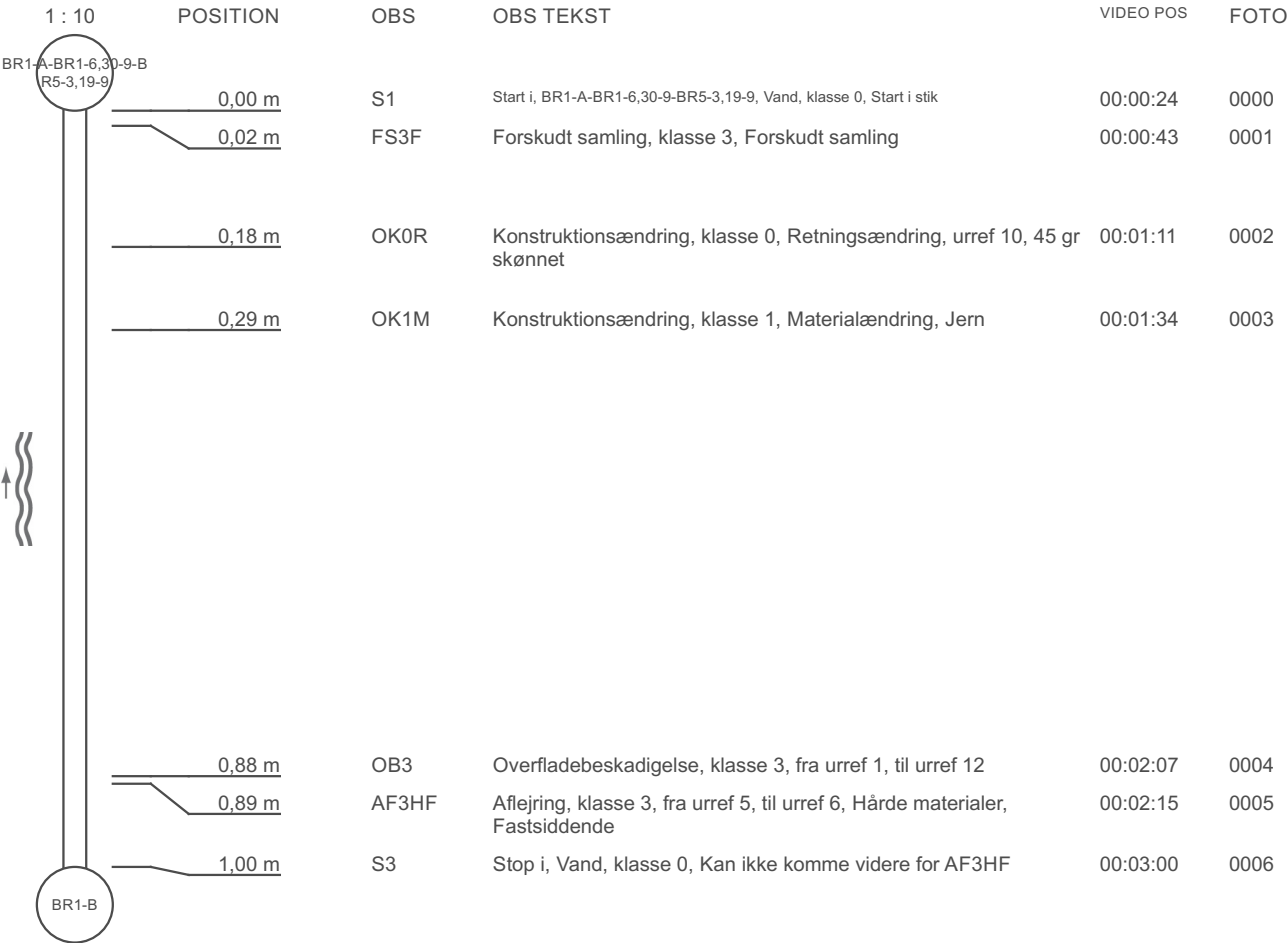 1 : 10 POSITION OBS OBS TEKST VIDEO POS FOTO
BR1-A-BR1-6,30-9-B
R5-3,19-9
0,00 m S1 Start i, BR1-A-BR1-6,30-9-BR5-3,19-9, Vand, klasse 0, Start i stik 00:00:24 0000
0,02 m FS3F Forskudt samling, klasse 3, Forskudt samling 00:00:43 0001
0,18 m OK0R Konstruktionsændring, klasse 0, Retningsændring, urref 10, 45 gr 00:01:11 0002
skønnet
0,29 m OK1M Konstruktionsændring, klasse 1, Materialændring, Jern 00:01:34 0003
0,88 m OB3 Overfladebeskadigelse, klasse 3, fra urref 1, til urref 12 00:02:07 0004
0,89 m AF3HF Aflejring, klasse 3, fra urref 5, til urref 6, Hårde materialer, 00:02:15 0005
Fastsiddende
1,00 m S3 Stop i, Vand, klasse 0, Kan ikke komme videre for AF3HF 00:03:00 0006
BR1-B